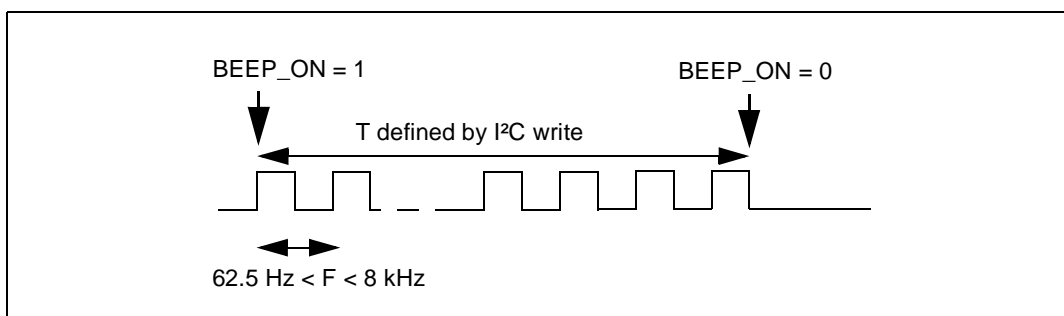 BEEP_ON = 1
BEEP_ON = 0
T defined by I²C write
62.5 Hz < F < 8 kHz